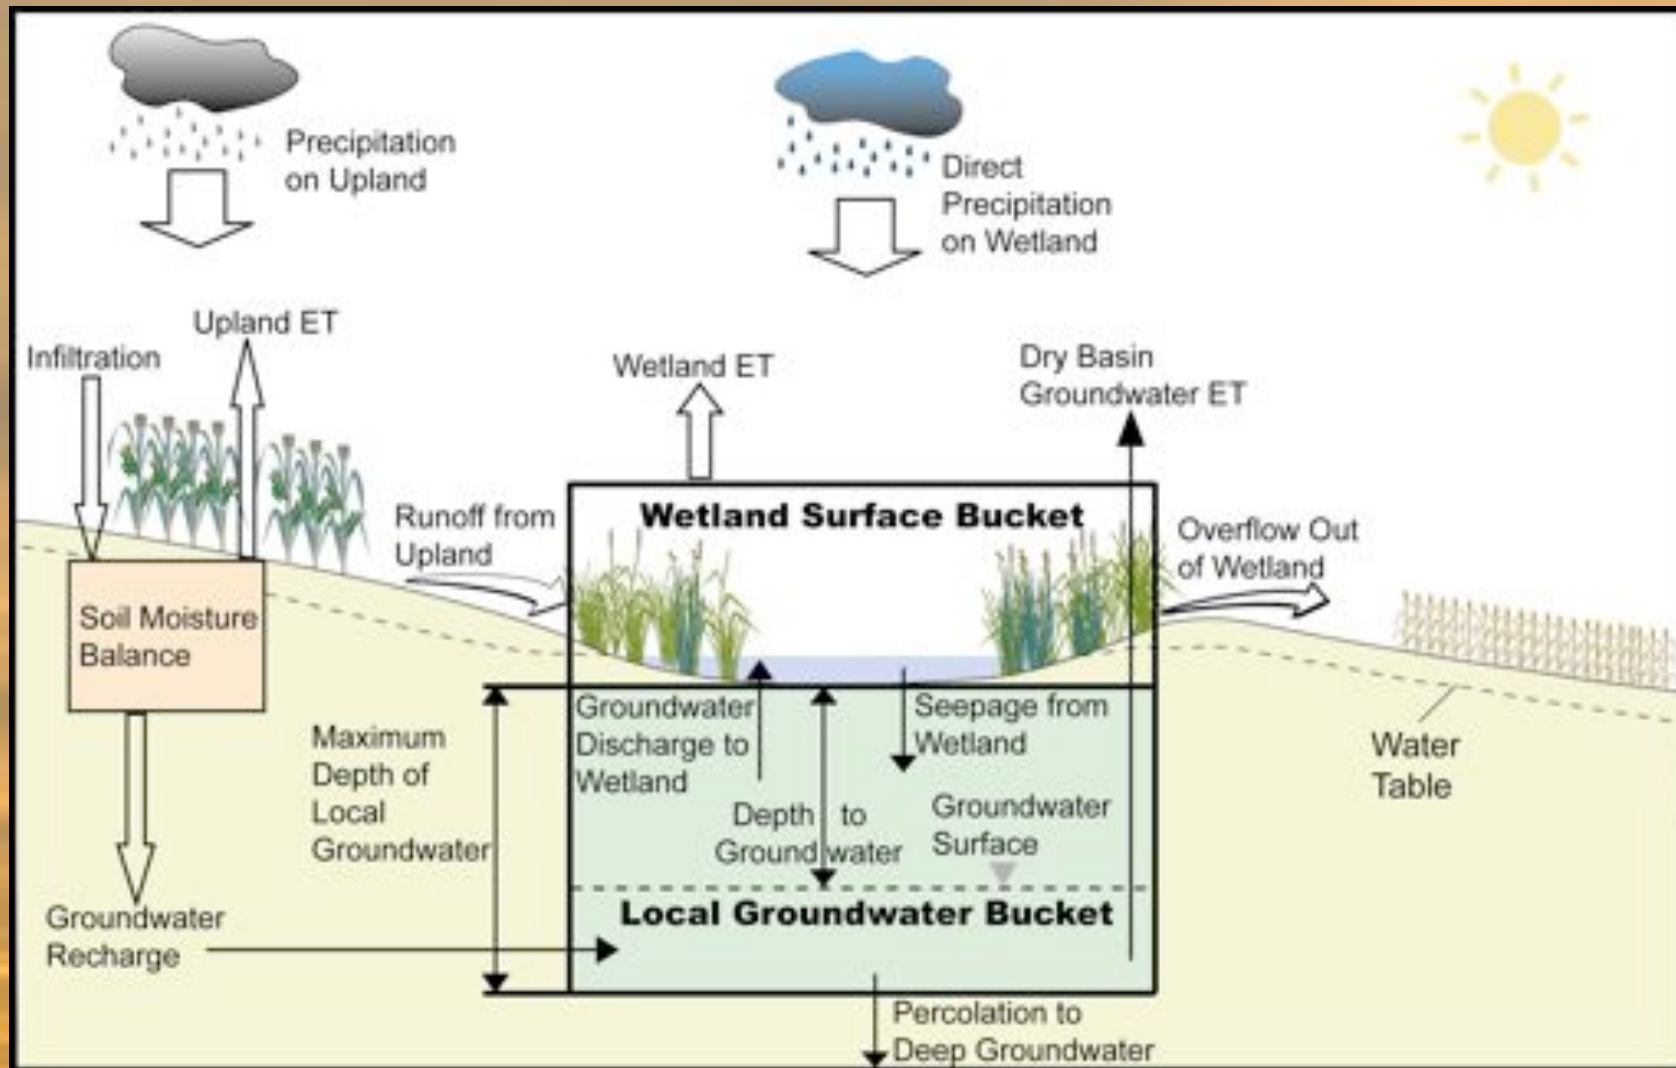 Precipitation
on Upland
Direct
Precipitation
on Wetland
Upland ET
Infiltration
Wetland ET
Dry Basin
Groundwater ET
Runoff from
Upland
Wetland Surface Bucket
Overflow Out
of Wetland
Soil Moisture
Balance
Maximum
Depth of
Local
Groundwater
Groundwater
Discharge to
Wetland
Seepage from
Wetland
Depth to
Groundwater
Groundwater
Surface
Water
Table
Local Groundwater Bucket
Groundwater
Recharge
Percolation to
Deep Groundwater